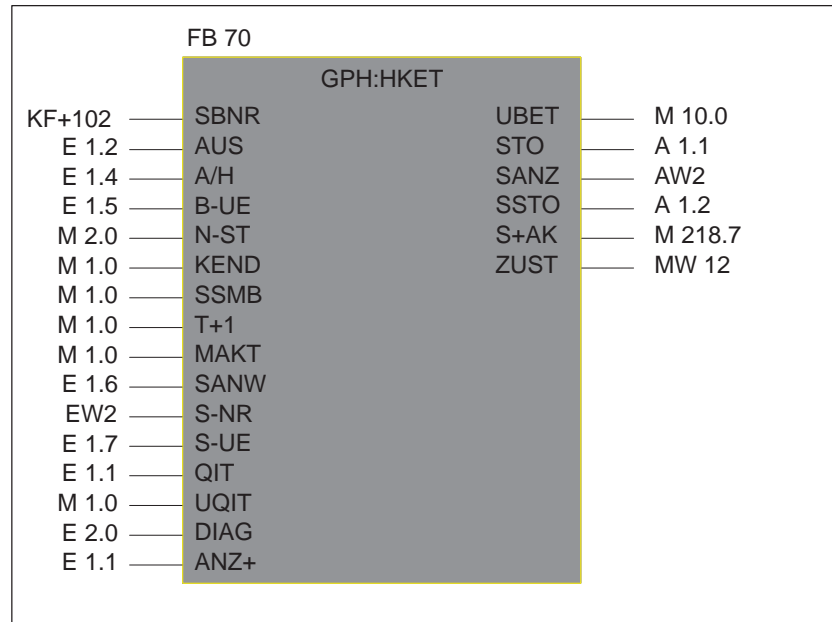 FB 70
GPH:HKET
KF+102 SBNR UBET M 10.0
E 1.2 AUS STO A 1.1
E 1.4 A/H SANZ AW2
E 1.5 B-UE SSTO A 1.2
M 2.0 N-ST S+AK M 218.7
M 1.0 KEND ZUST MW 12
M 1.0 SSMB
M 1.0 T+1
M 1.0 MAKT
E 1.6 SANW
EW2 S-NR
E 1.7 S-UE
E 1.1 QIT
M 1.0 UQIT
E 2.0 DIAG
E 1.1 ANZ+